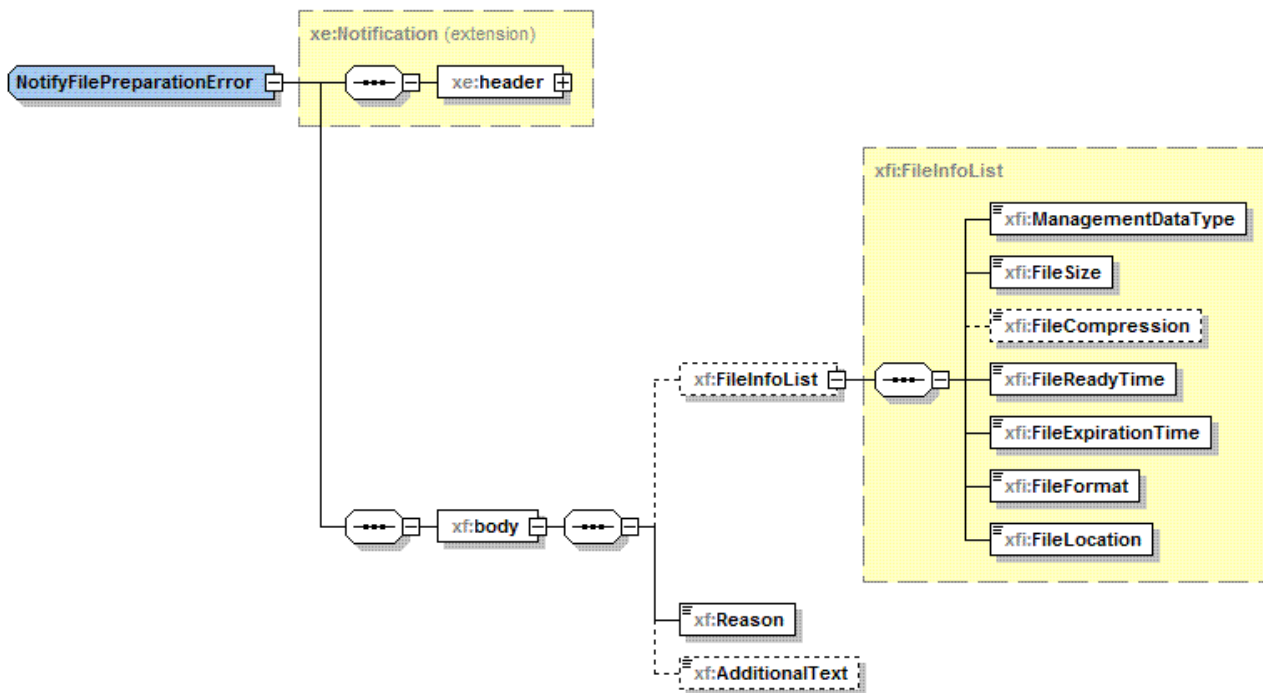 xe:Notification (extension)
NotifyFilePreparationError
xe:header
xfi:FileInfoList
xfi:ManagementDataType
xfi:FileSize
xfi:FileCompression
xf:FileInfoList
xfi:FileReadyTime
xfi:FileExpirationTime
xfi:FileFormat
xf:body
xfi:FileLocation
xf:Reason
xf:AdditionalText